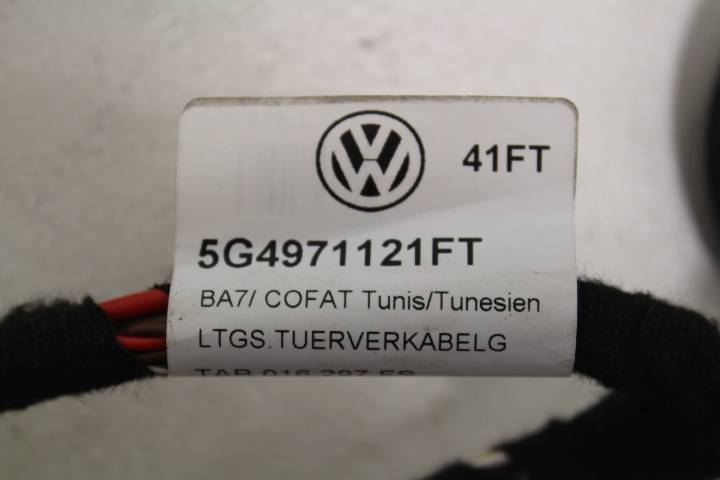 41FT
5G4971121FT
BA7/ COFAT Tunis/Tunesien
LTGS.TUERVERKABELG